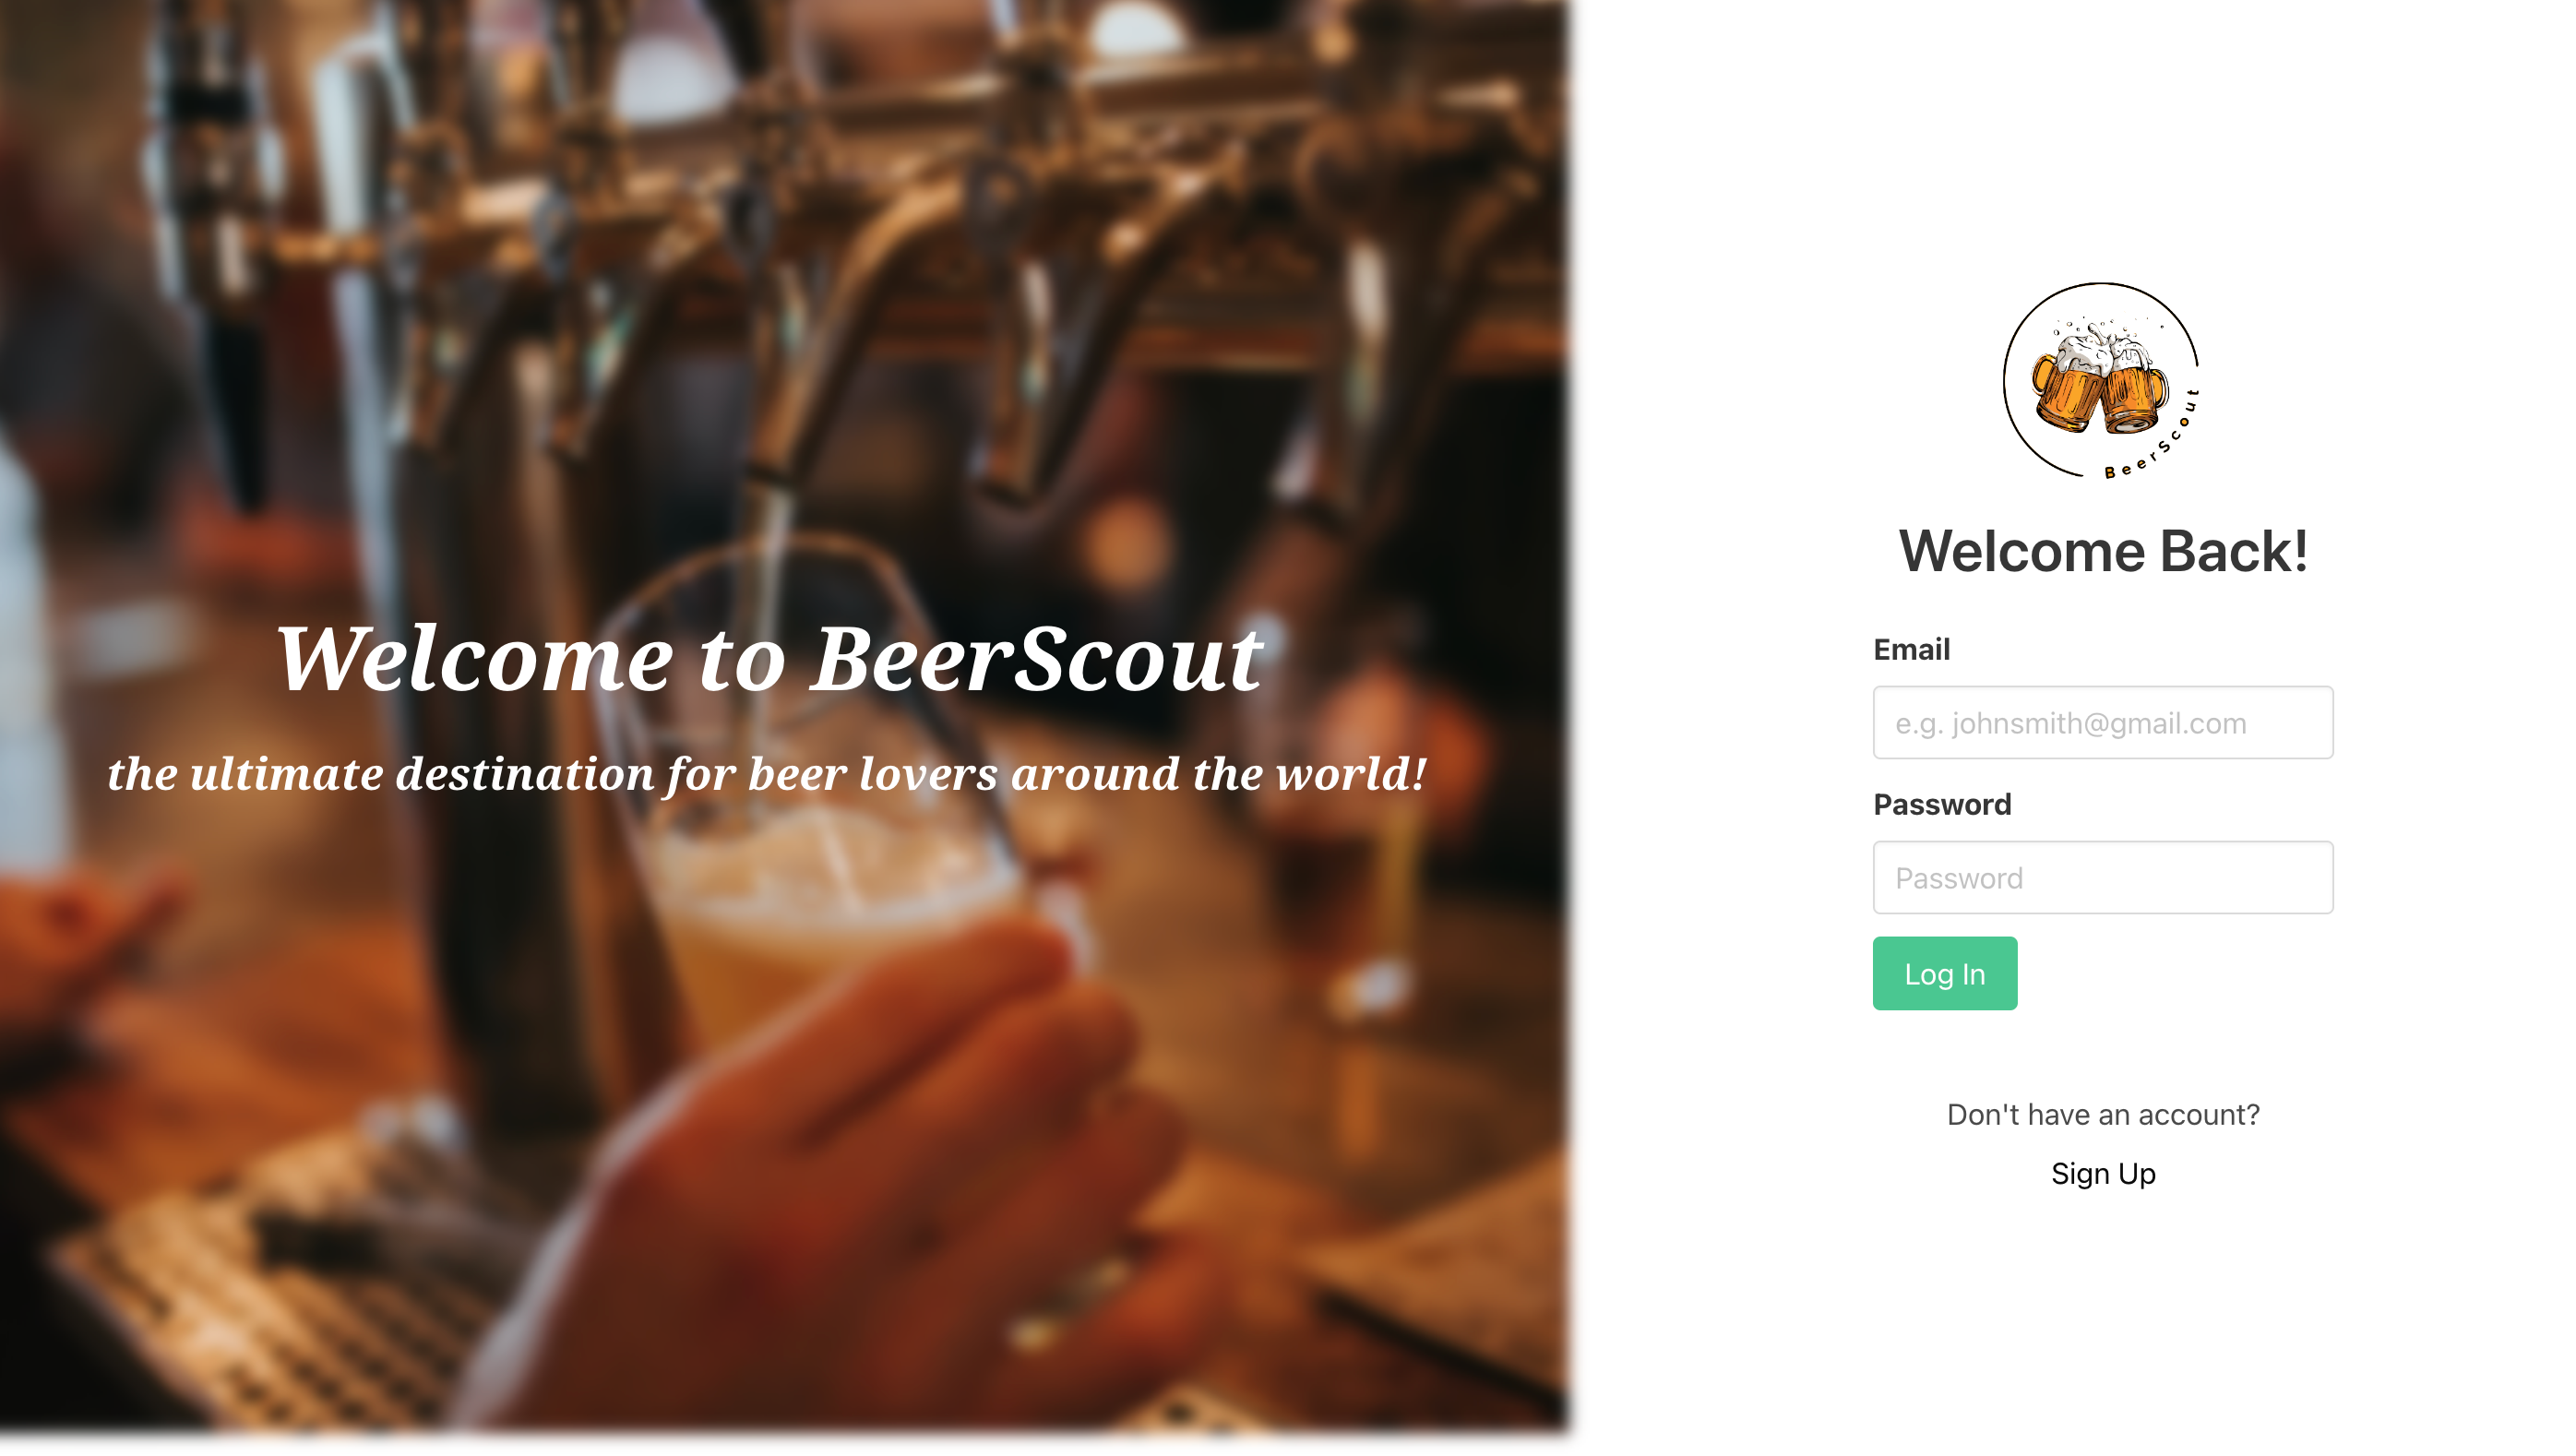 Welcome to BeerScout
the ultimate destination for beer lovers around the world!
BeerScout
Welcome Back!
Email
e.g. johnsmith@gmail.com
Password
Password
Log In
Don't have an account?
Sign Up